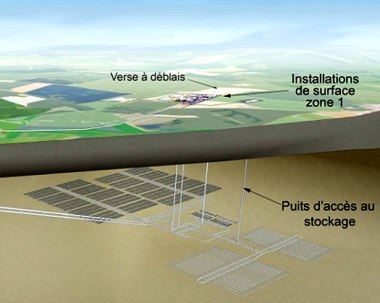 Verse à déblais
Installations
de surface
zone 1
Puits d'accès au
stockage